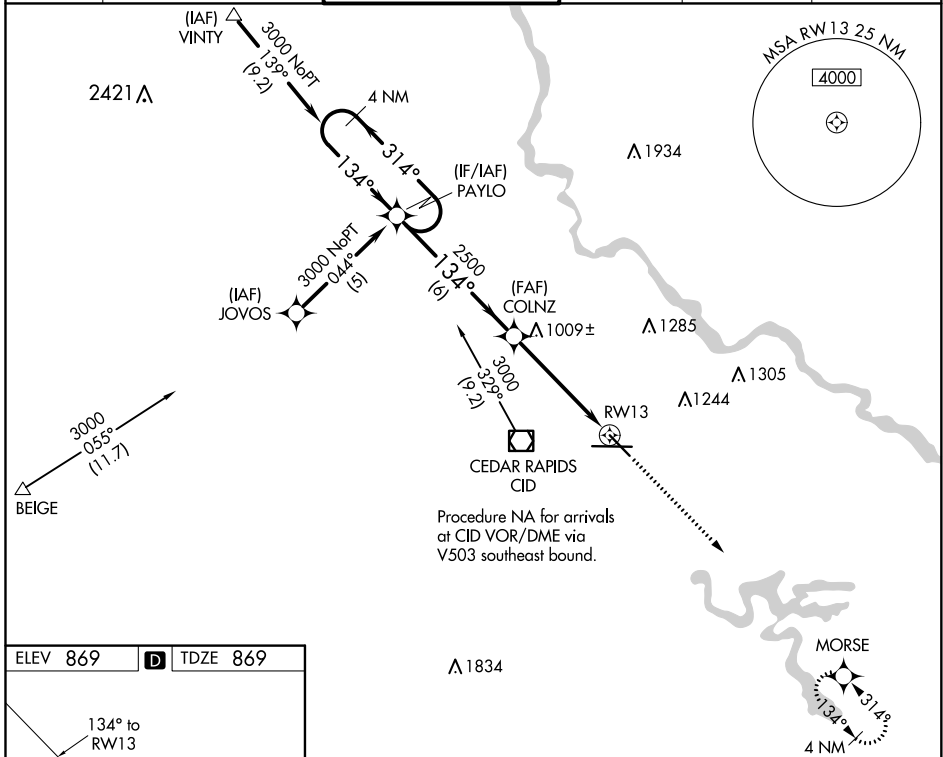 (IAF)
VINTY
3000 NoPT
139°
(9.2)
MSA RW13 25 NM
4000
2421
4 NM
314°
134°
1934
(IF/IAF)
PAYLO
3000 NoPT
044°
(5)
2500
134°
(6)
(IAF)
JOVOS
(FAF)
COLNZ
1009±
1285
3000
329°
(9.2)
1305
1244
RW13
3000
055°
(11.7)
BEIGE
CEDAR RAPIDS
CID
Procedure NA for arrivals
at CID VOR/DME via
V503 southeast bound.
ELEV 869 D TDZE 869
1834
MORSE
134°
314°
4 NM
134° to
RW13